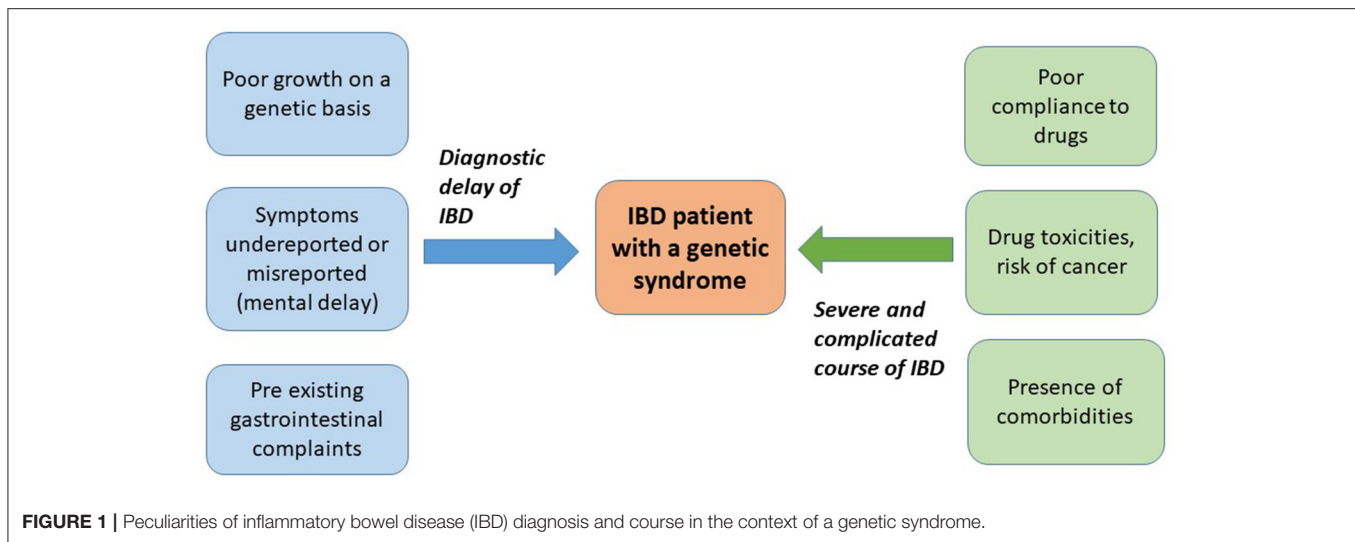 Poor growth on a
genetic basis
Symptoms
undereported or
misreported
(mental delay)
Pre existing
gastrointestinal
complaints
Diagnostic
delay of
IBD
IBD patient
with a genetic
syndrome
Severe and
complicated
course of IBD
Poor
compliance to
drugs
Drug toxicities,
risk of cancer
Presence of
comorbidities
FIGURE 1 | Peculiarities of inflammatory bowel disease (IBD) diagnosis and course in the context of a genetic syndrome.